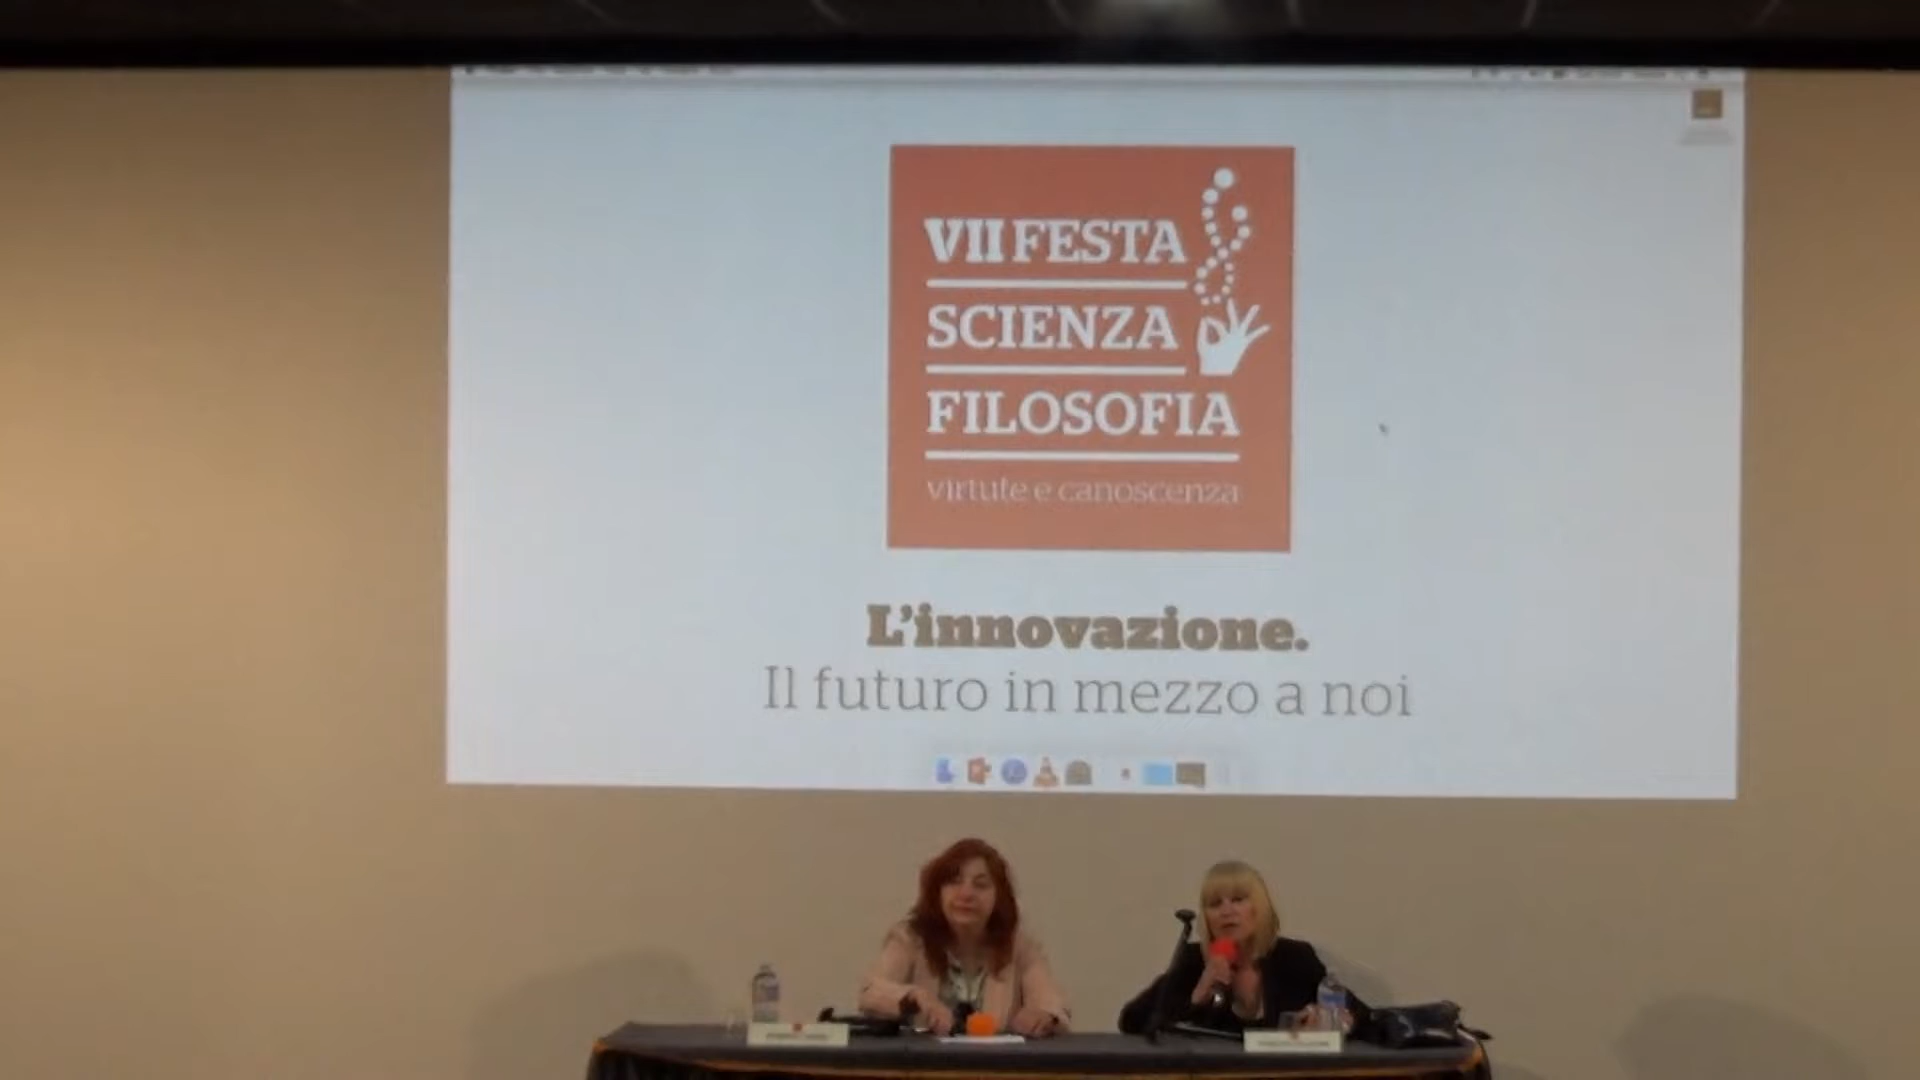 VII FESTA
SCIENZA
FILOSOFIA
virtute e canoscenza
L'innovazione.
Il futuro in mezzo a noi